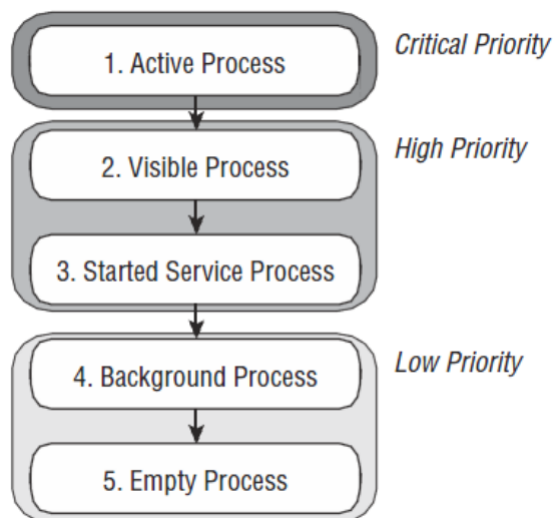 1. Active Process
Critical Priority
2. Visible Process
High Priority
3. Started Service Process
4. Background Process
Low Priority
5. Empty Process